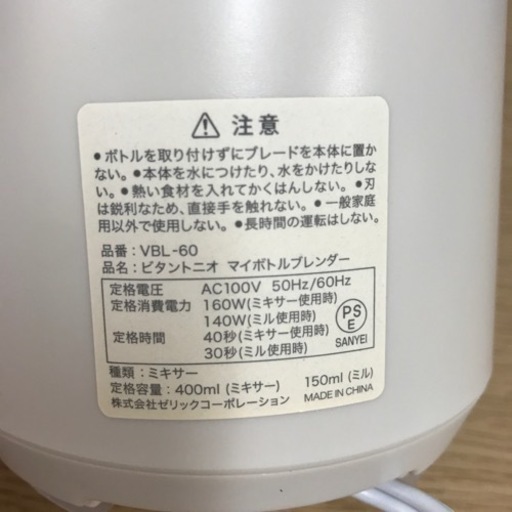 ⚠ 注意
●ボトルを取り付けずにブレードを本体に置か
ない。●本体を水につけたり、水をかけたりしな
い。●熱い食材を入れてかくはんしない。●刃
は鋭利なため、直接手を触れない。●一般家庭
用以外で使用しない。●長時間の運転はしない。
品番：VBL-60
品名：ビタントニオ マイボトルブレンダー
定格電圧 AC100V 50Hz/60Hz
定格消費電力 160W(ミキサー使用時)
140W(ミル使用時)
定格時間 40秒(ミキサー使用時)
30秒(ミル使用時)
PS
E
SANYEI
種類：ミキサー
定格容量：400ml (ミキサー) 150ml (ミル)
株式会社ゼリックコーポレーション MADE IN CHINA